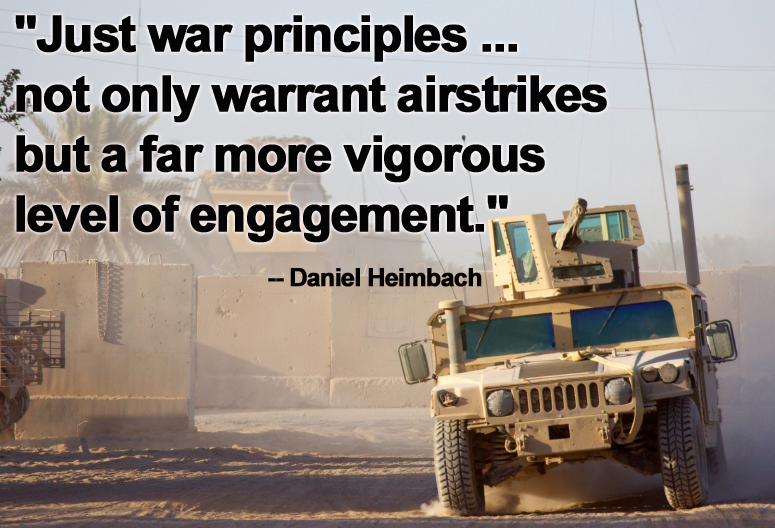 "Just war principles ...
not only warrant airstrikes
but a far more vigorous
level of engagement."
-- Daniel Heimbach